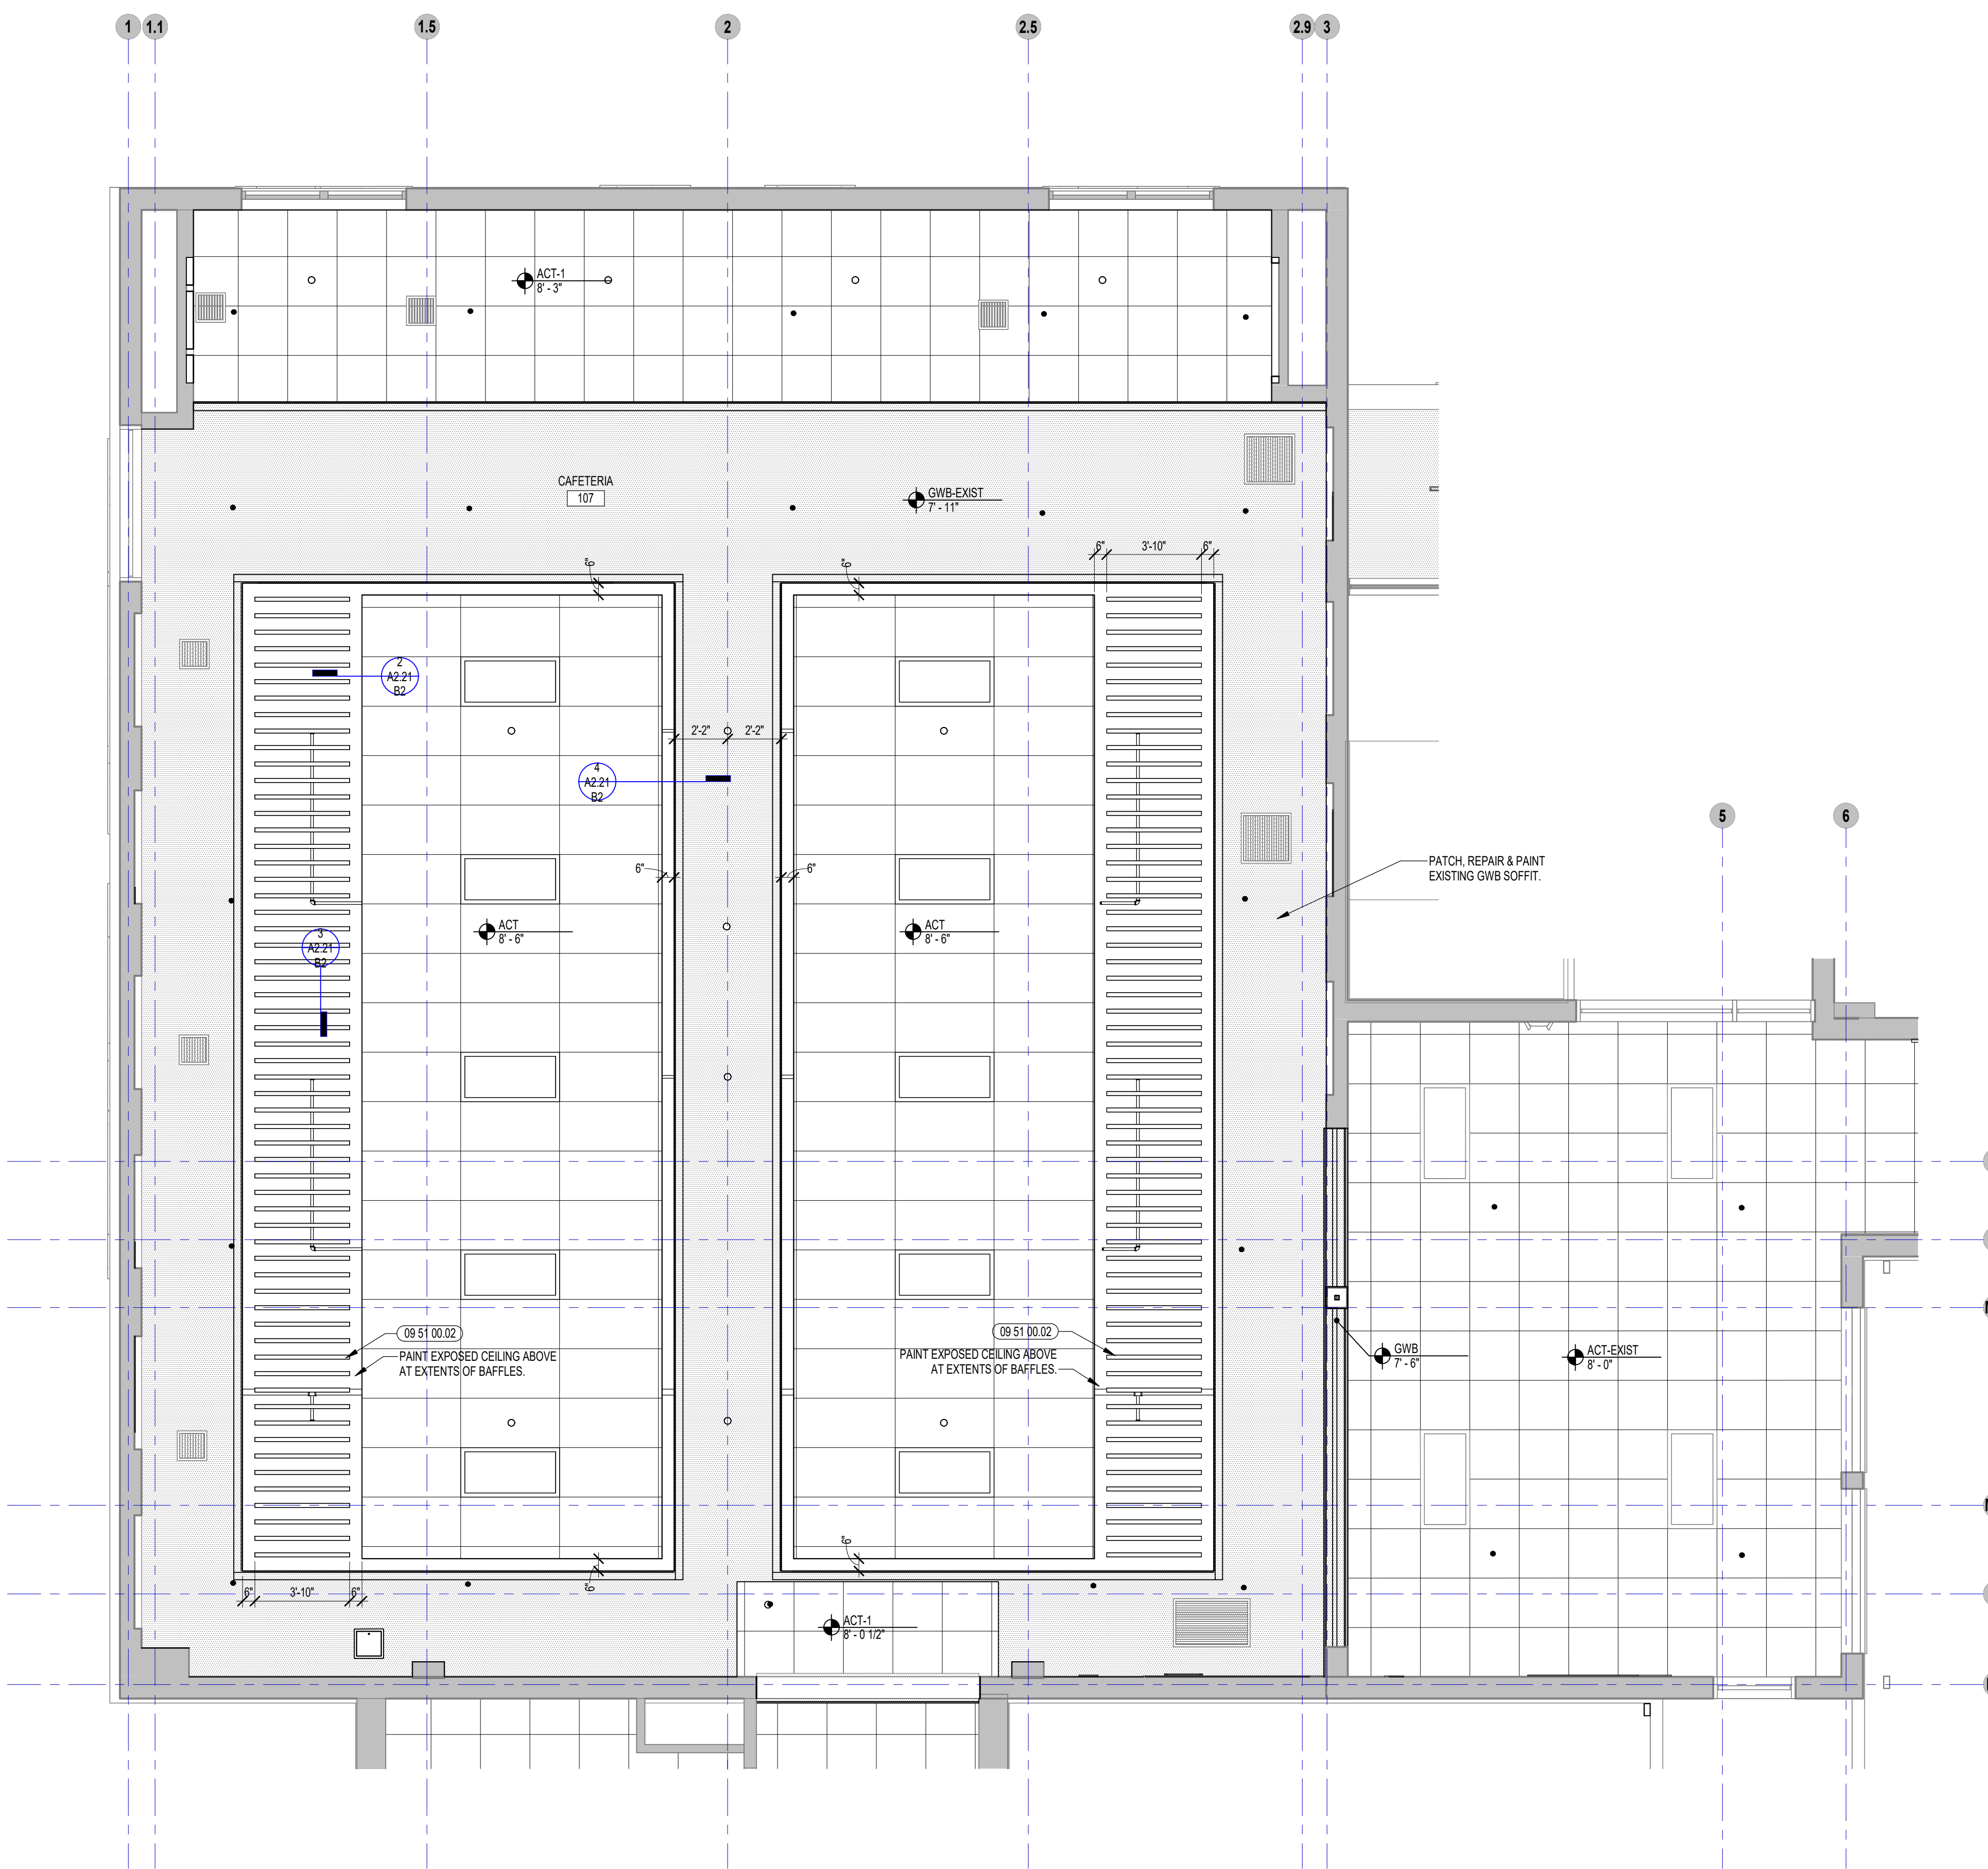 1 1.1 1.5 2 2.5 2.9 3
ACT-1
8' - 3"
CAFETERIA
107
GWB-EXIST
7' - 11"
6" 3'-10" 6"
6"
6"
2
A2.21
B2
2'-2" 2'-2"
4
A2.21
B2
5 6
PATCH, REPAIR & PAINT
EXISTING GWB SOFFIT.
6" 6"
ACT
8' - 6"
ACT
8' - 6"
3
A2.21
B2
09 51 00.02
PAINT EXPOSED CEILING ABOVE
AT EXTENTS OF BAFFLES.
09 51 00.02
PAINT EXPOSED CEILING ABOVE
AT EXTENTS OF BAFFLES.
GWB
7' - 6"
ACT-EXIST
8' - 0"
6"
6"
6" 3'-10" 6"
ACT-1
8' - 0 1/2"